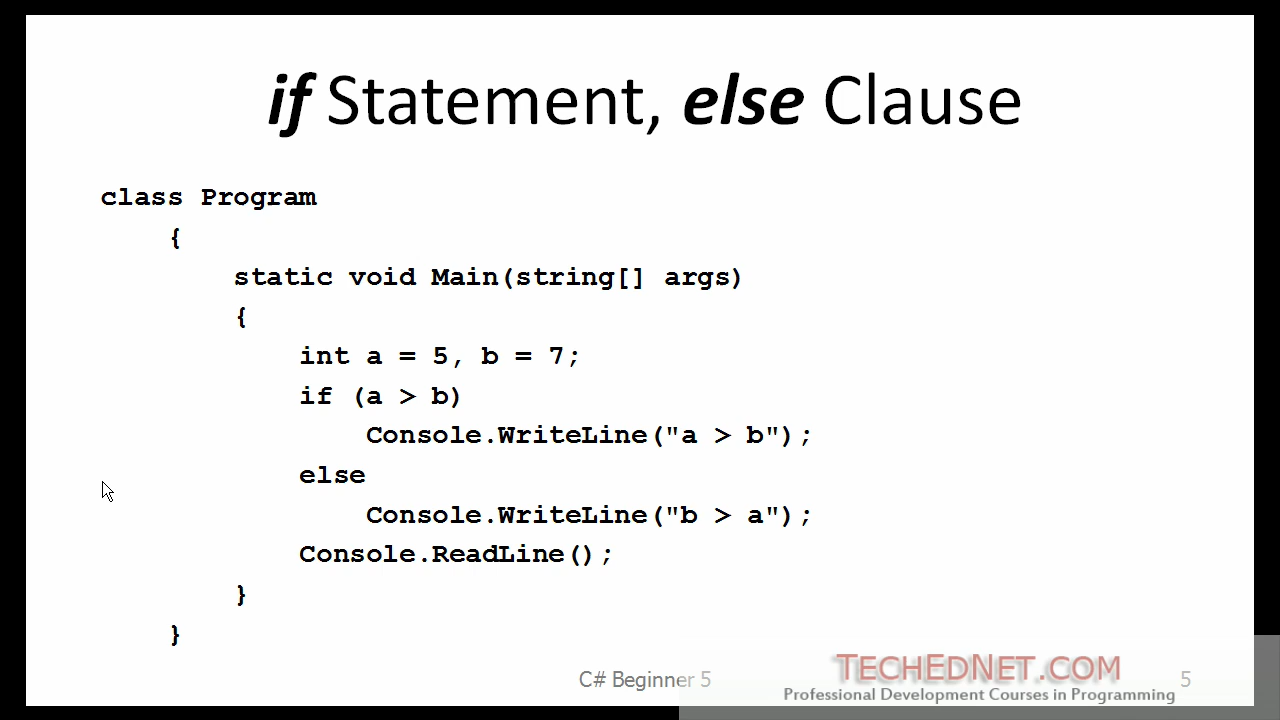 if Statement, else Clause
class Program
{
static void Main(string[] args)
{
int a = 5, b = 7;
if (a > b)
Console.WriteLine("a > b");
else
Console.WriteLine("b > a");
Console.ReadLine();
}
}
C# Beginner 5
5
TECHEDNET.COM
Professional Development Courses in Programming